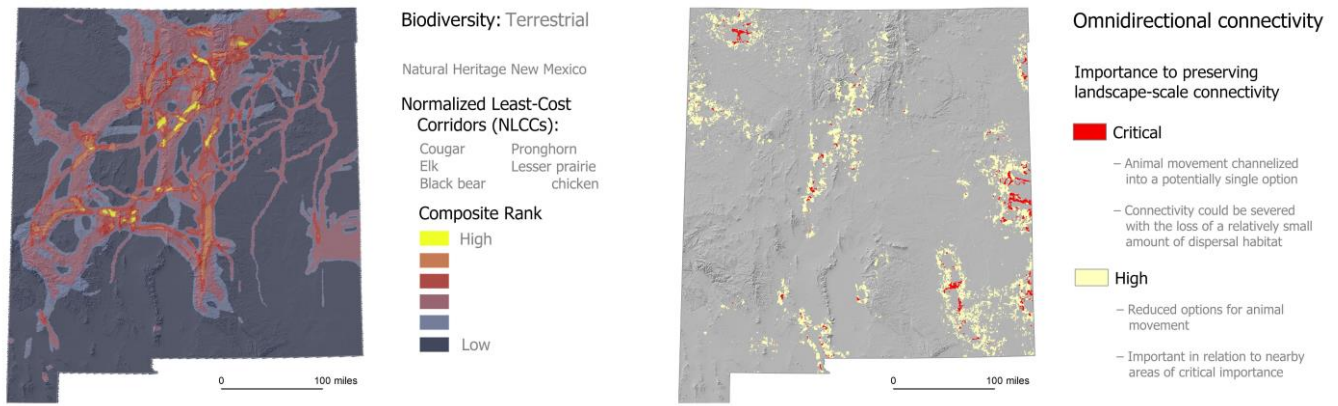 Biodiversity: Terrestrial
Natural Heritage New Mexico
Normalized Least-Cost
Corridors (NLCCs):
Cougar Pronghorn
Elk Lesser prairie
Black bear chicken
Composite Rank
High
Low
0 100 miles
Omnidirectional connectivity
Importance to preserving
landscape-scale connectivity
Critical
– Animal movement channelized
into a potentially single option
– Connectivity could be severed
with the loss of a relatively small
amount of dispersal habitat
High
– Reduced options for animal
movement
– Important in relation to nearby
areas of critical importance
0 100 miles